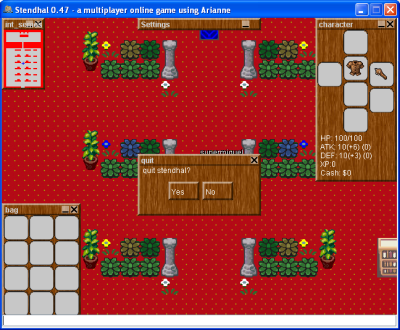 Stendhal 0.47 - a multiplayer online game using Arianne
Settings
character
HP: 100/100
ATK: 10(+6) (0)
DEF: 10(+3) (0)
XP:0
Cash: $0
quit
quit stendhal?
Yes
No
bag